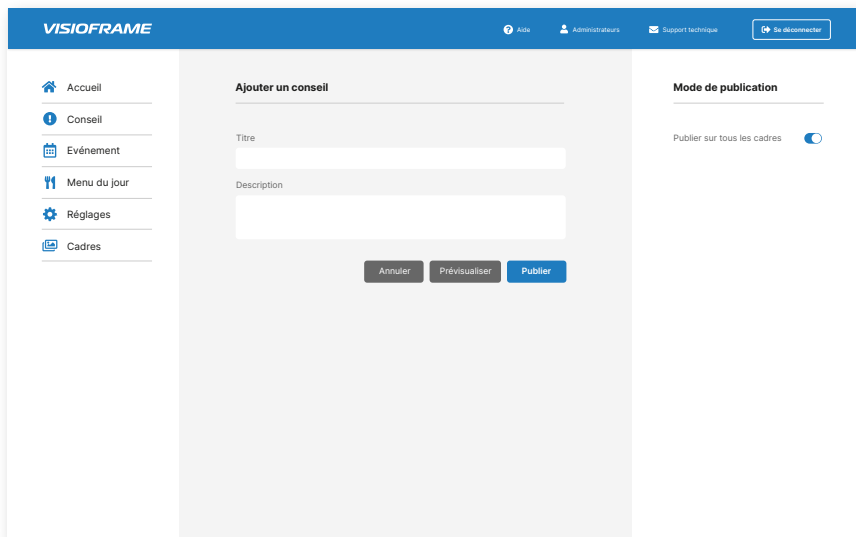 VISIOFRAME
Aide
Administrateurs
Support technique
Se déconnecter
Accueil
Conseil
Evénement
Menu du jour
Réglages
Cadres
Ajouter un conseil
Titre
Description
Annuler
Prévisualiser
Publier
Mode de publication
Publier sur tous les cadres